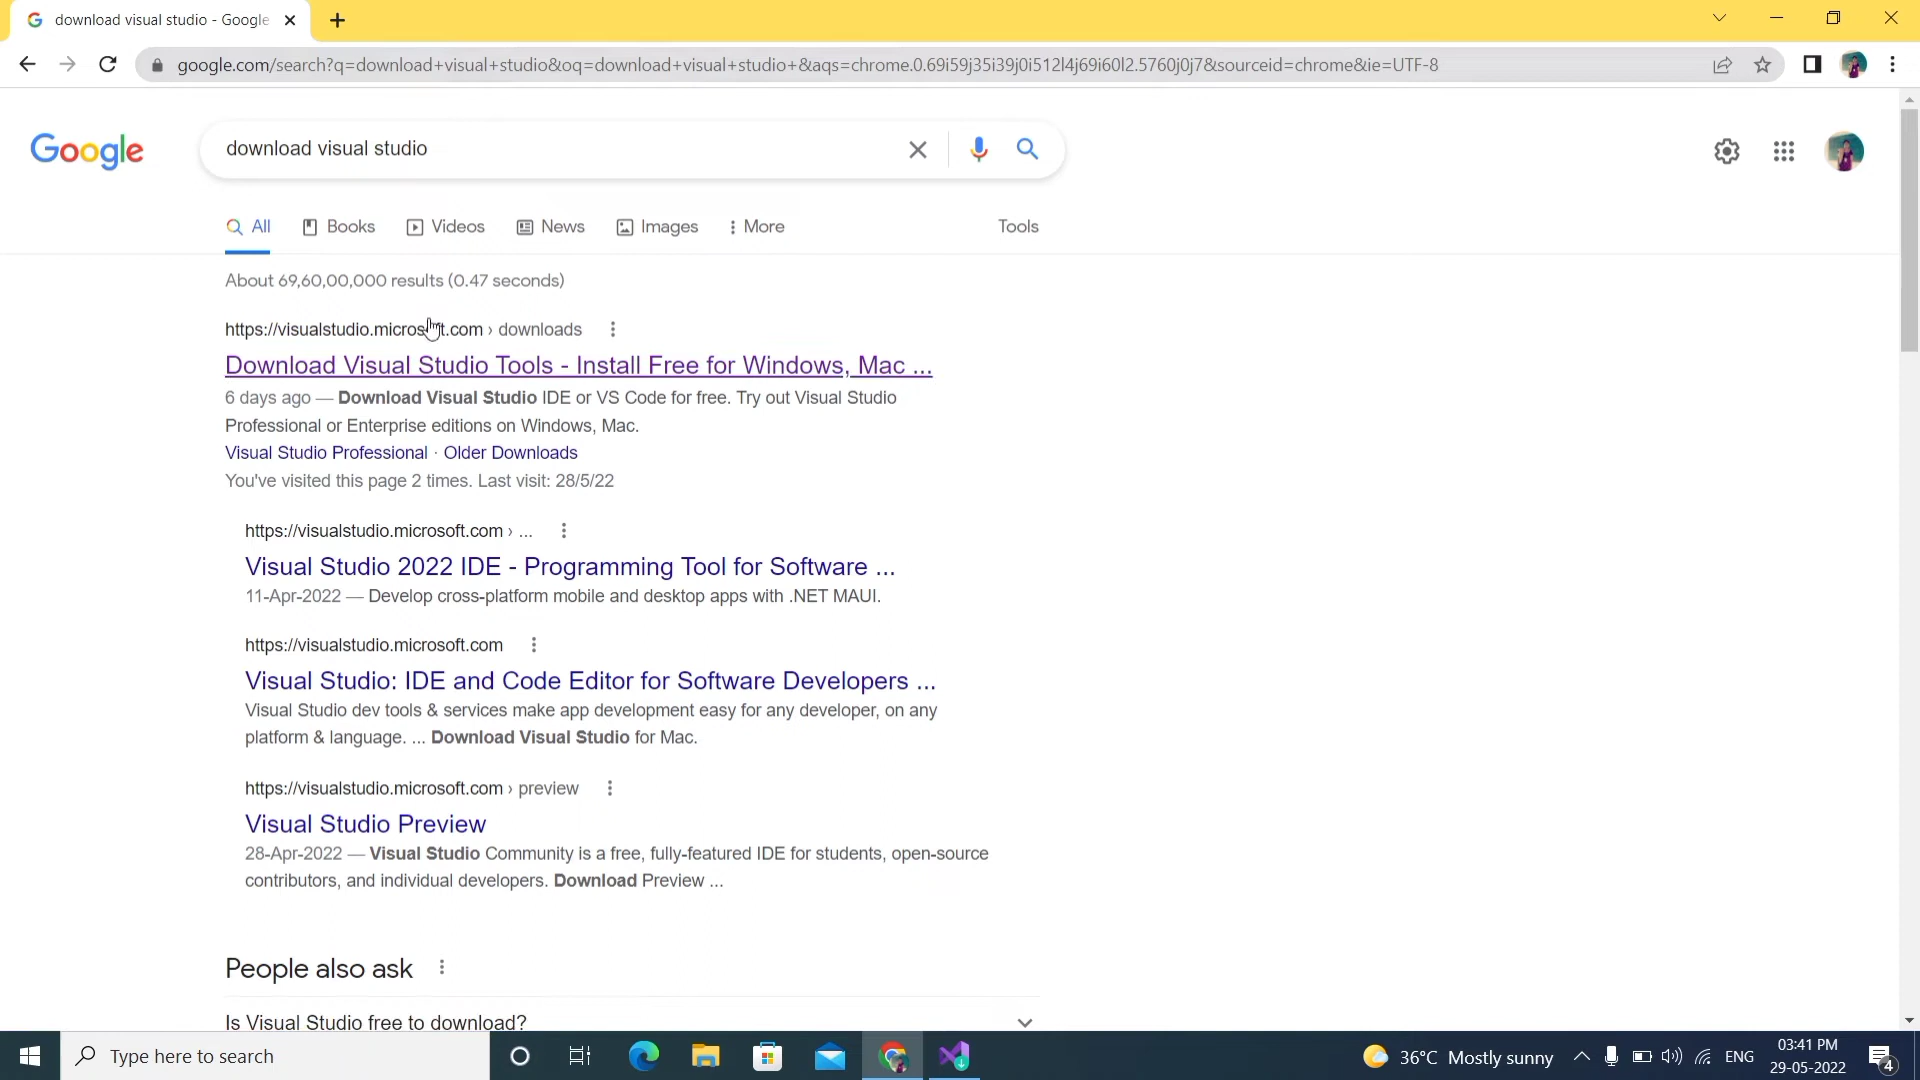 download visual studio - Google
google.com/search?q=download+visual+studio&oq=download+visual+studio+&aqs=chrome.0.69i59j35i39j0i512l4j69i60l2.5760j0j7&sourceid=chrome&ie=UTF-8
Google
download visual studio
All Books Videos News Images More Tools
About 69,60,00,000 results (0.47 seconds)
https://visualstudio.microsoft.com › downloads
Download Visual Studio Tools - Install Free for Windows, Mac ...
6 days ago — Download Visual Studio IDE or VS Code for free. Try out Visual Studio
Professional or Enterprise editions on Windows, Mac.
Visual Studio Professional · Older Downloads
You've visited this page 2 times. Last visit: 28/5/22
https://visualstudio.microsoft.com › ...
Visual Studio 2022 IDE - Programming Tool for Software ...
11-Apr-2022 — Develop cross-platform mobile and desktop apps with .NET MAUI.
https://visualstudio.microsoft.com
Visual Studio: IDE and Code Editor for Software Developers ...
Visual Studio dev tools & services make app development easy for any developer, on any
platform & language. ... Download Visual Studio for Mac.
https://visualstudio.microsoft.com › preview
Visual Studio Preview
28-Apr-2022 — Visual Studio Community is a free, fully-featured IDE for students, open-source
contributors, and individual developers. Download Preview ...
People also ask
Is Visual Studio free to download?
Type here to search
36°C Mostly sunny
ENG
03:41 PM
29-05-2022
4